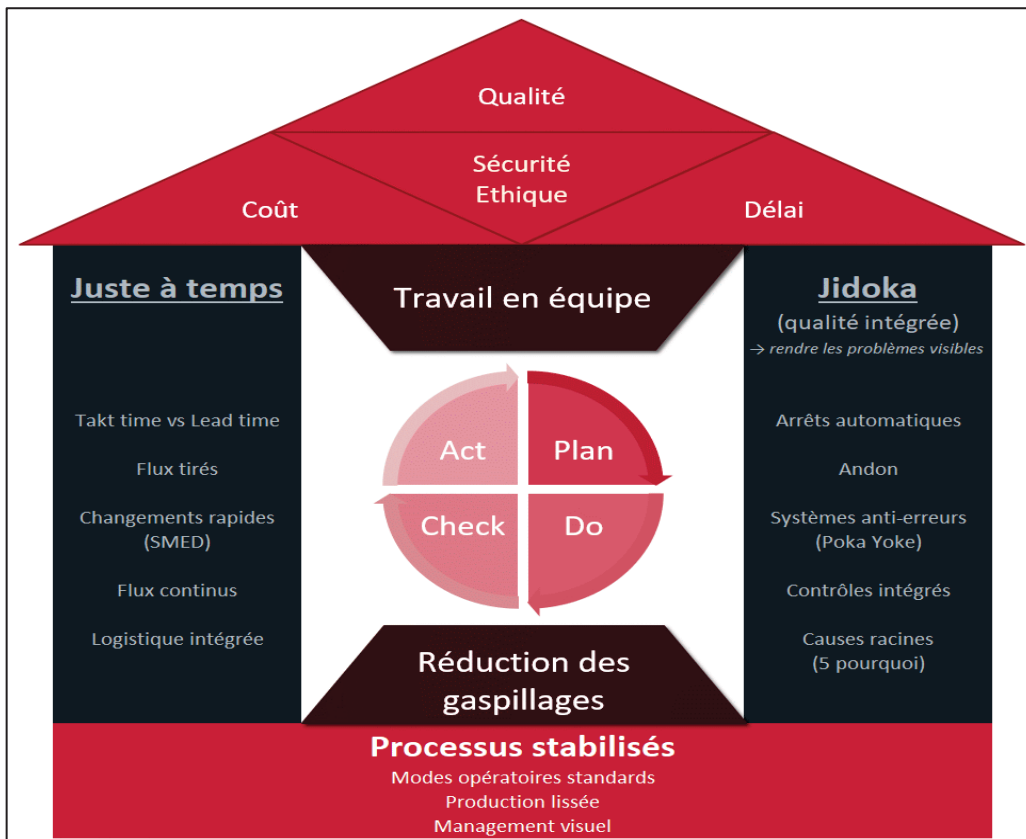 Qualité
Sécurité
Ethique
Coût
Délai
Juste à temps
Takt time vs Lead time
Flux tirés
Changements rapides
(SMED)
Flux continus
Logistique intégrée
Travail en équipe
Act
Plan
Check
Do
Réduction des
gaspillages
Jidoka
(qualité intégrée)
→ rendre les problèmes visibles
Arrêts automatiques
Andon
Systèmes anti-erreurs
(Poka Yoke)
Contrôles intégrés
Causes racines
(5 pourquoi)
Processus stabilisés
Modes opératoires standards
Production lissée
Management visuel